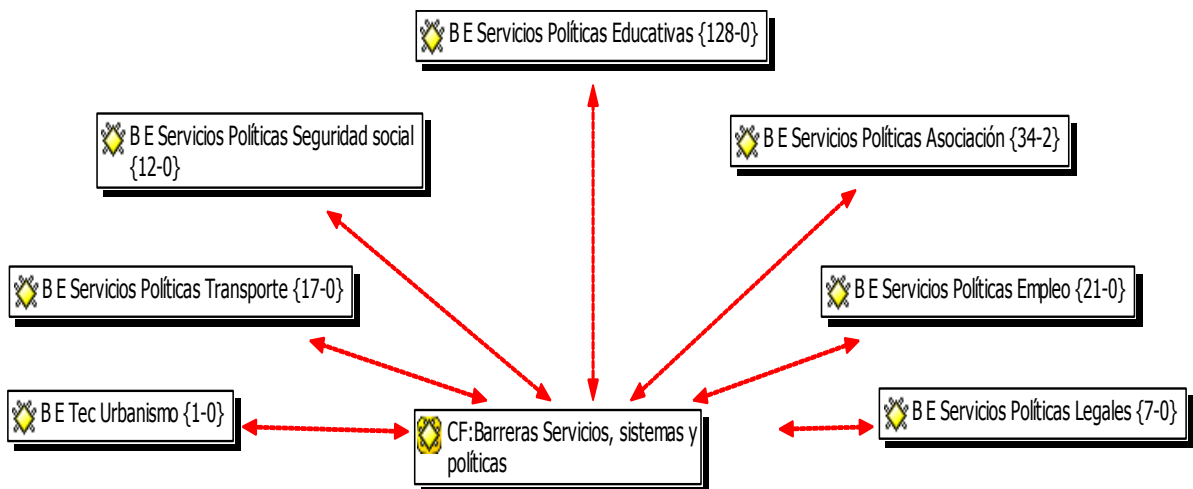 B E Servicios Políticas Educativas {128-0}
B E Servicios Políticas Seguridad social
{12-0}
B E Servicios Políticas Asociación {34-2}
B E Servicios Políticas Transporte {17-0}
B E Servicios Políticas Empleo {21-0}
B E Tec Urbanismo {1-0}
CF:Barreras Servicios, sistemas y
políticas
B E Servicios Políticas Legales {7-0}